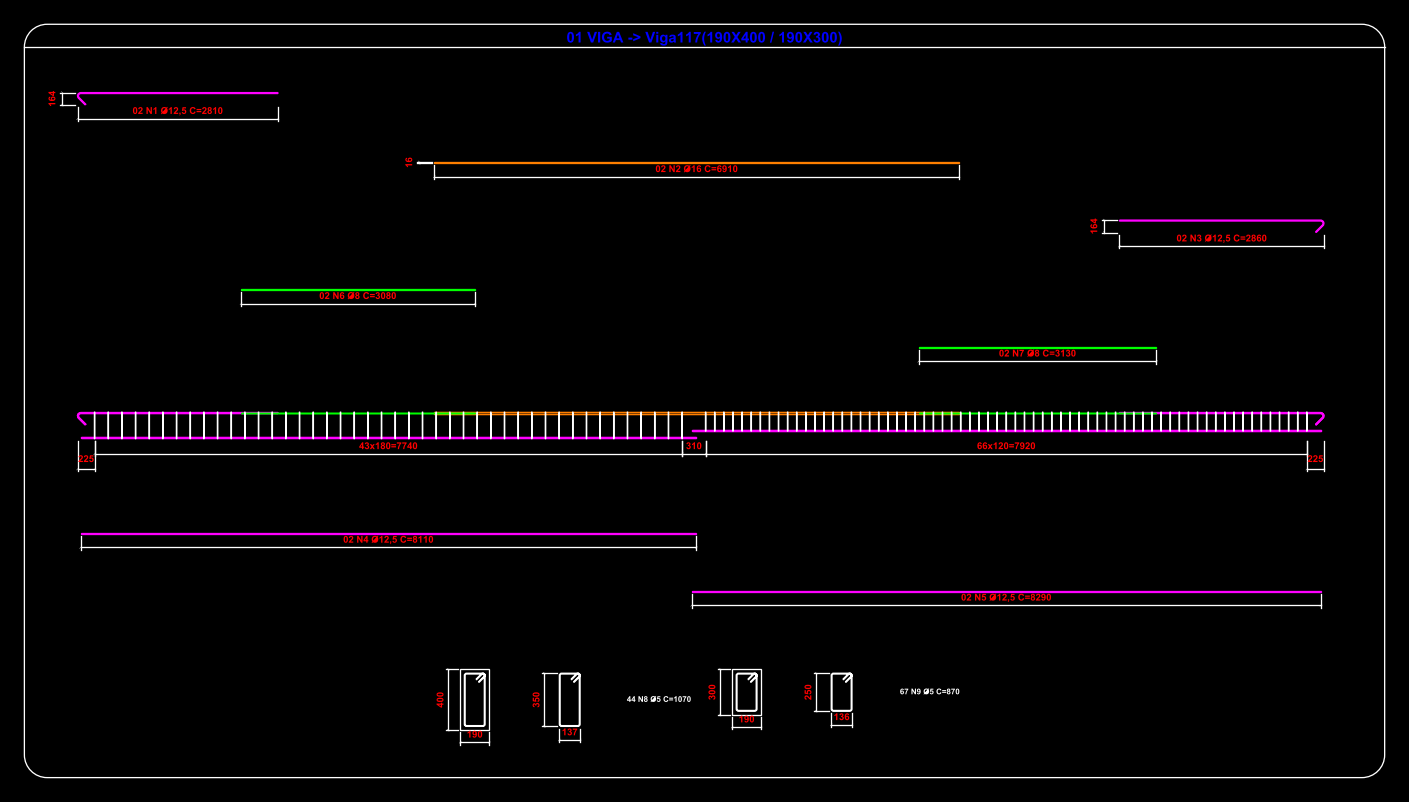 01 VIGA -> Viga117(190X400 / 190X300)
164
02 N1 Ø12,5 C=2810
16
02 N2 Ø16 C=6910
164
02 N3 Ø12,5 C=2860
02 N6 Ø8 C=3080
02 N7 Ø8 C=3130
43x180=7740
310
66x120=7920
225
225
02 N4 Ø12,5 C=8110
02 N5 Ø12,5 C=8290
400
190
350
137
44 N8 Ø5 C=1070
300
190
250
136
67 N9 Ø5 C=870